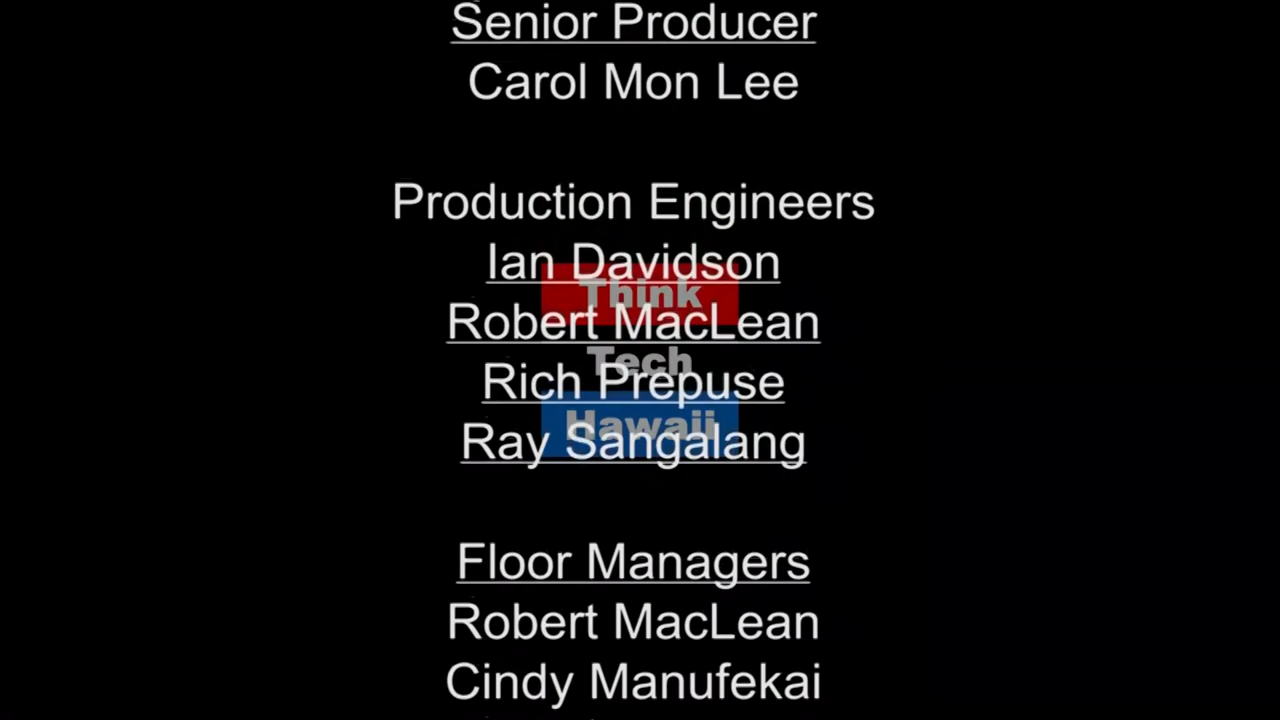 Senior Producer
Carol Mon Lee
Production Engineers
Ian Davidson
Think
Robert MacLean
Tech
Rich Prepuse
Hawaii
Ray Sangalang
Floor Managers
Robert MacLean
Cindy Manufekai